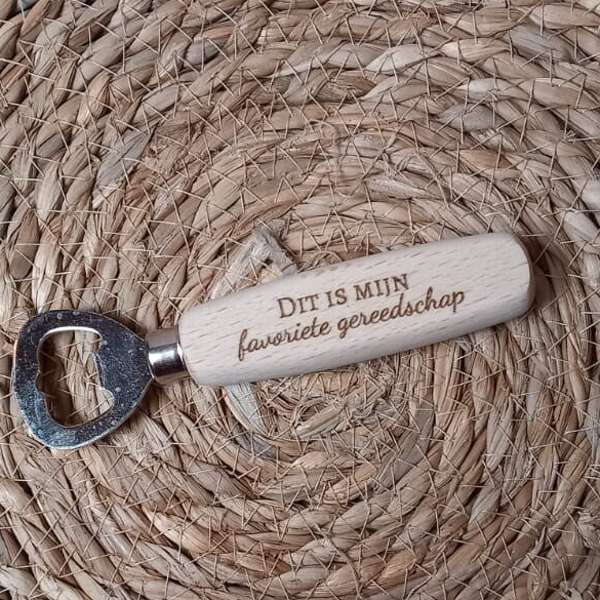 Dit is mijn
favoriete gereedschap